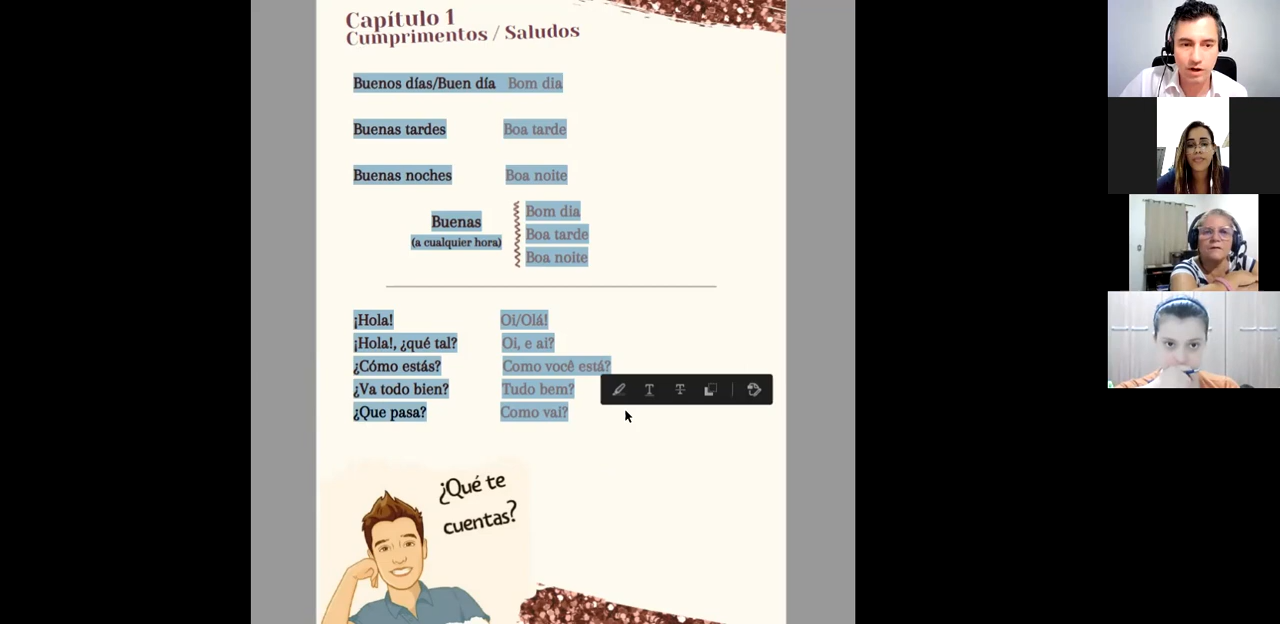 Capítulo 1
Cumprimentos / Saludos
Buenos días/Buen día Bom dia
Buenas tardes Boa tarde
Buenas noches Boa noite
Buenas
(a cualquier hora)
Bom dia
Boa tarde
Boa noite
¡Hola! Oi/Olá!
¡Hola!, ¿qué tal? Oi, e ai?
¿Cómo estás? Como você está?
¿Va todo bien? Tudo bem?
¿Que pasa? Como vai?
¿Qué te
cuentas?